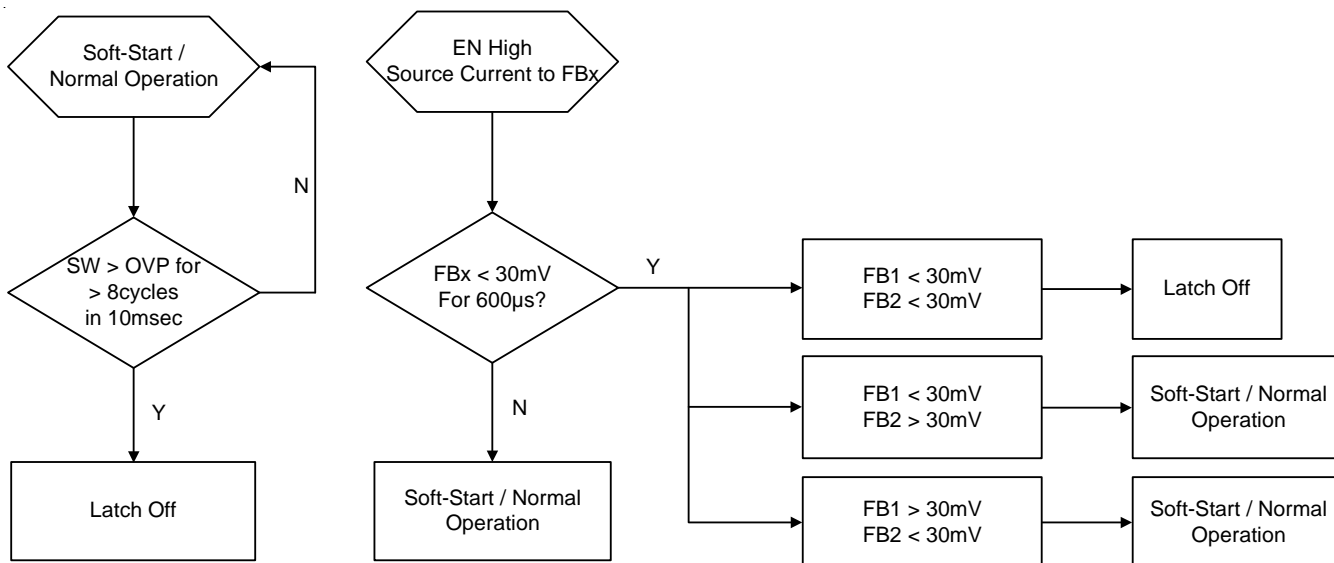 Soft-Start /
Normal Operation
N
SW > OVP for
> 8cycles
in 10msec
Y
Latch Off
EN High
Source Current to FBx
FBx < 30mV
For 600µs?
Y
N
Soft-Start / Normal
Operation
FB1 < 30mV
FB2 < 30mV
Latch Off
FB1 < 30mV
FB2 > 30mV
Soft-Start / Normal
Operation
FB1 > 30mV
FB2 < 30mV
Soft-Start / Normal
Operation